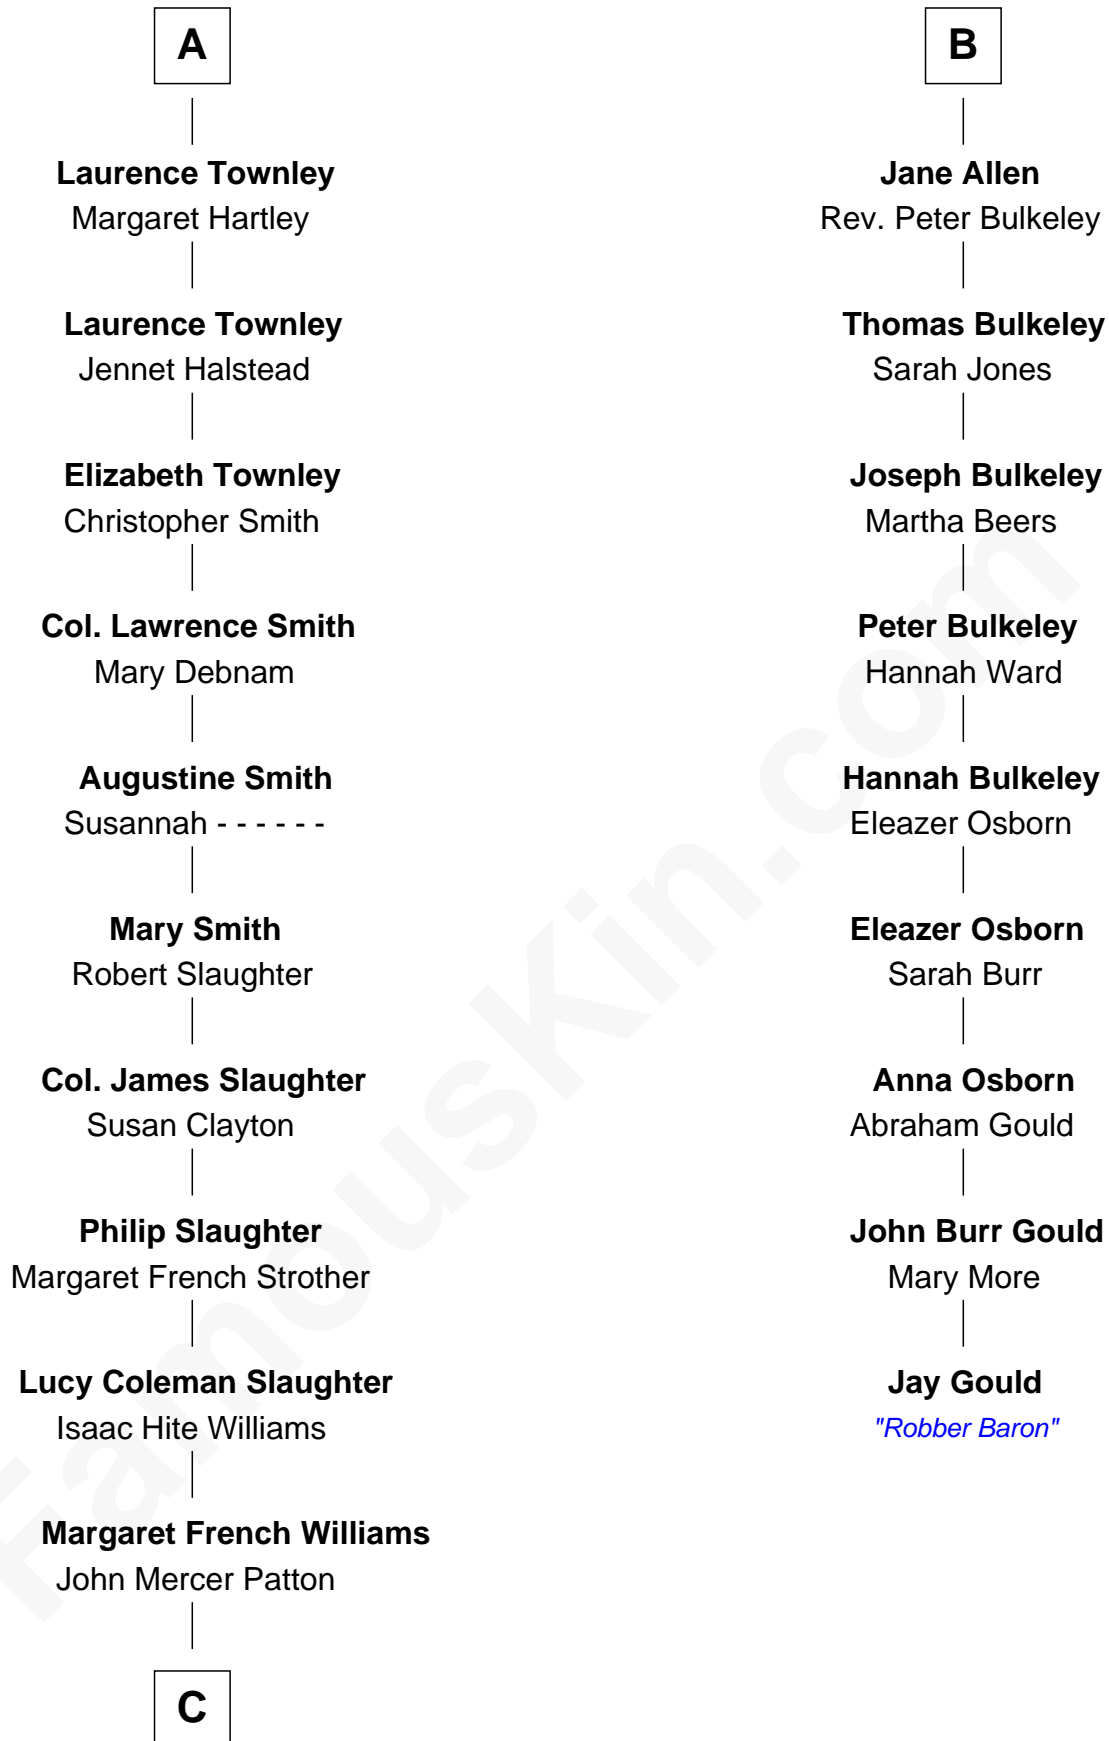 A
Laurence Townley
Margaret Hartley
Laurence Townley
Jennet Halstead
Elizabeth Townley
Christopher Smith
Col. Lawrence Smith
Mary Debnam
Augustine Smith
Susannah - - - - - -
Mary Smith
Robert Slaughter
Col. James Slaughter
Susan Clayton
Philip Slaughter
Margaret French Strother
Lucy Coleman Slaughter
Isaac Hite Williams
Margaret French Williams
John Mercer Patton
C
B
Jane Allen
Rev. Peter Bulkeley
Thomas Bulkeley
Sarah Jones
Joseph Bulkeley
Martha Beers
Peter Bulkeley
Hannah Ward
Hannah Bulkeley
Eleazer Osborn
Eleazer Osborn
Sarah Burr
Anna Osborn
Abraham Gould
John Burr Gould
Mary More
Jay Gould
"Robber Baron"
FamousKin.com